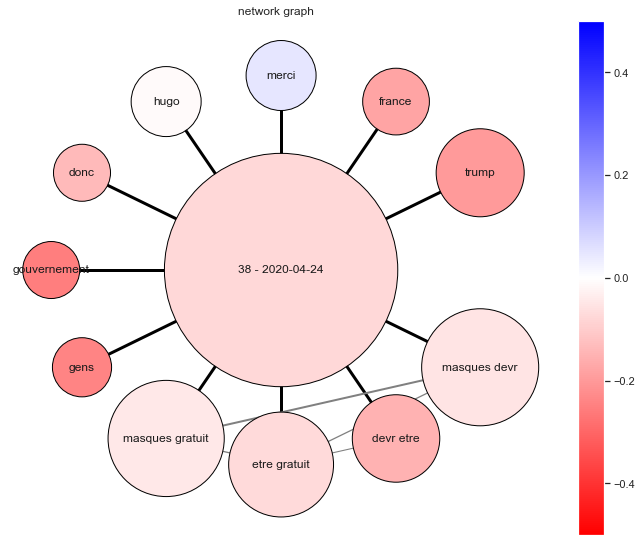 network graph
merci
hugo
france
donc
trump
gouvernement
38 - 2020-04-24
gens
masques devr
masques gratuit
devr etre
etre gratuit
0.4
0.2
0.0
−0.2
−0.4